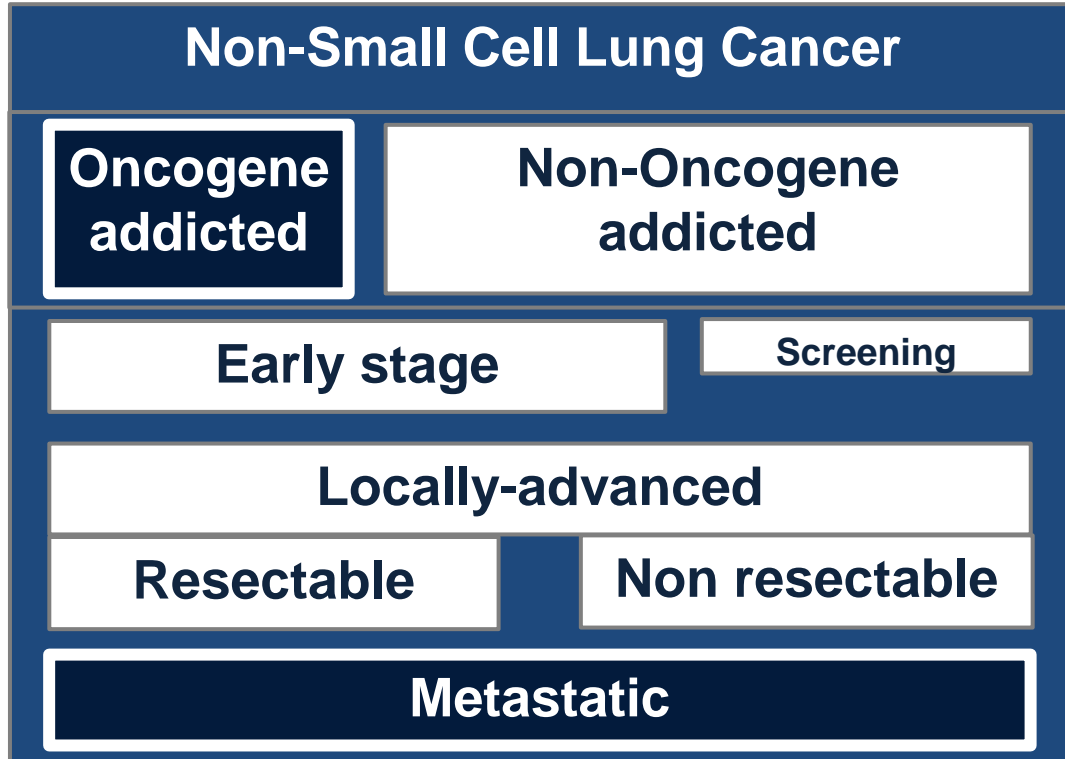 Non-Small Cell Lung Cancer
Oncogene
addicted
Non-Oncogene
addicted
Early stage
Screening
Locally-advanced
Resectable
Non resectable
Metastatic